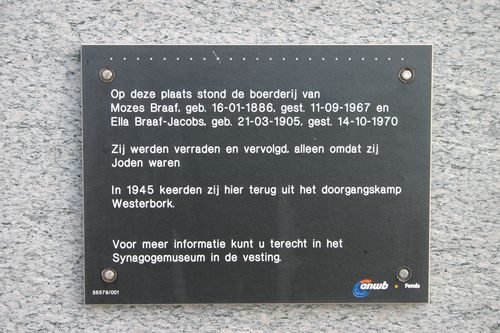 Op deze plaats stond de boerderij van
Mozes Braaf, geb. 16-01-1886, gest. 11-09-1967 en
Ella Braaf-Jacobs, geb. 21-03-1905, gest. 14-10-1970
Zij werden verraden en vervolgd, alleen omdat zij
Joden waren
In 1945 keerden zij hier terug uit het doorgangskamp
Westerbork.
Voor meer informatie kunt u terecht in het
Synagogemuseum in de vesting.
35579/001
anwb • Fonds